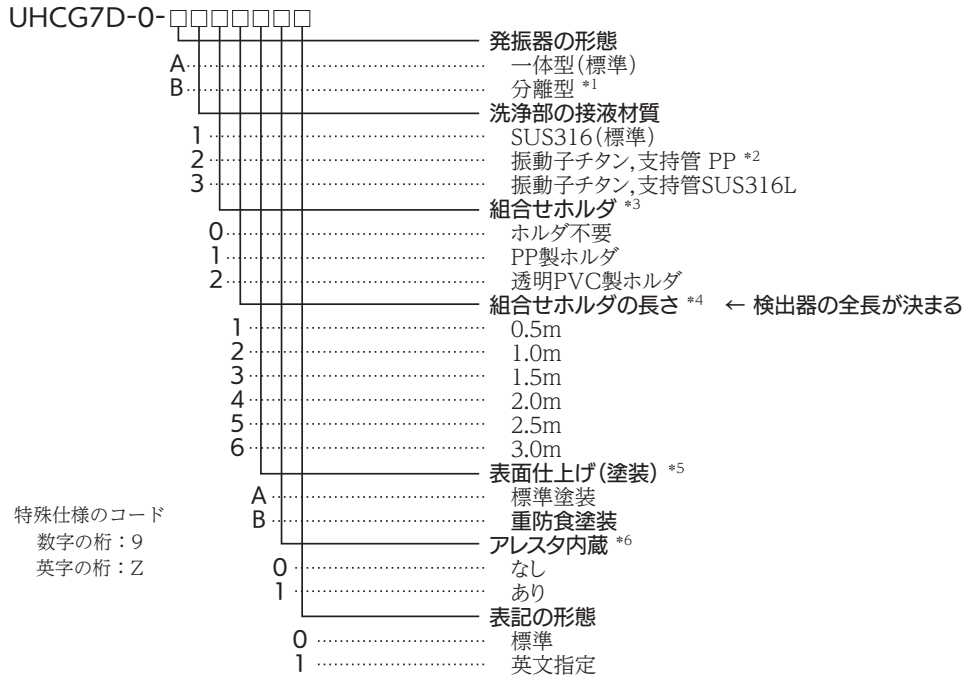 UHCG7D-0-□□□□□□□
発振器の形態
A 一体型(標準)
B 分離型 *1
洗浄部の接液材質
1 SUS316(標準)
2 振動子チタン,支持管 PP *2
3 振動子チタン,支持管SUS316L
組合せホルダ *3
0 ホルダ不要
1 PP製ホルダ
2 透明PVC製ホルダ
組合せホルダの長さ *4 ← 検出器の全長が決まる
1 0.5m
2 1.0m
3 1.5m
4 2.0m
5 2.5m
6 3.0m
表面仕上げ(塗装) *5
A 標準塗装
B 重防食塗装
アレスタ内蔵 *6
0 なし
1 あり
表記の形態
0 標準
1 英文指定
特殊仕様のコード
数字の桁:9
英字の桁:Z